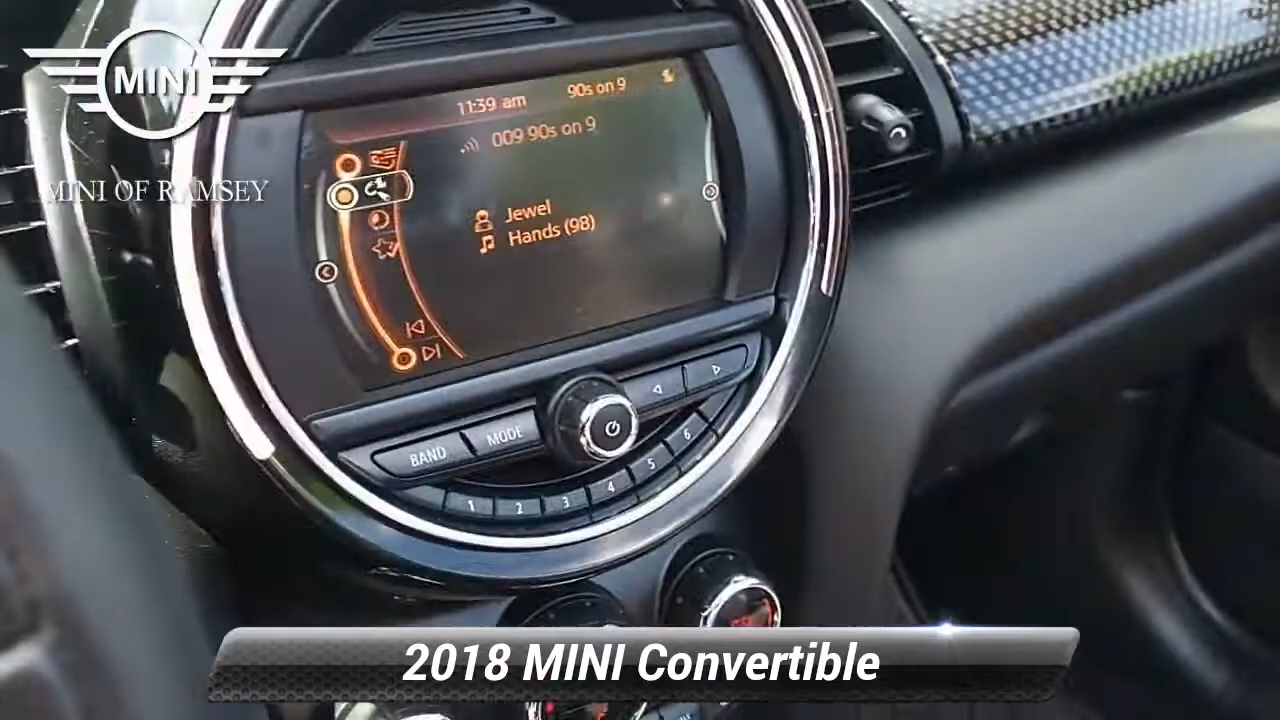 MINI
MINI OF RAMSEY
11:39 am
90s on 9
009 90s on 9
Jewel
Hands (98)
BAND
MODE
1
2
3
4
5
6
2018 MINI Convertible